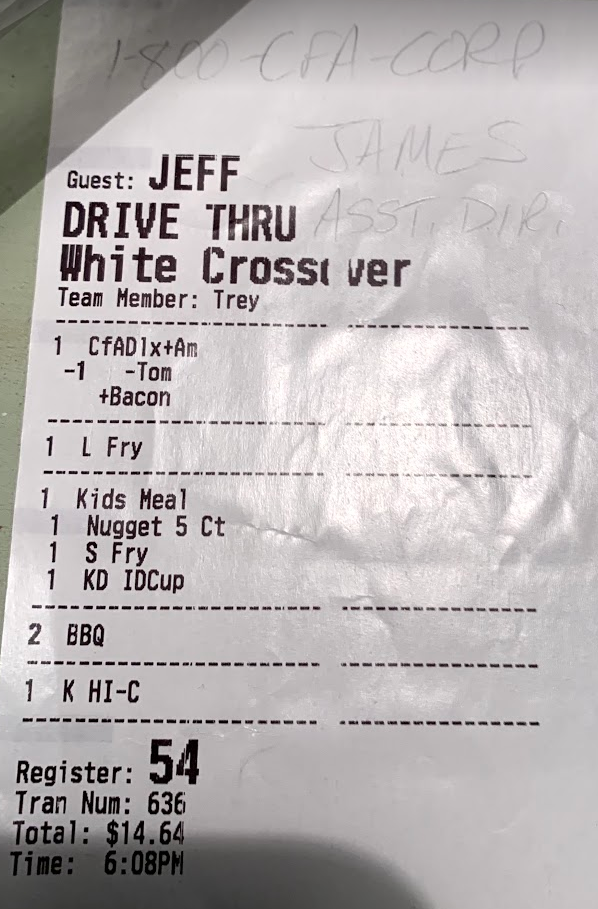 1-800-CFA-CORP
JAMES
ASST. DIR.
Guest: JEFF
DRIVE THRU
White Crossover
Team Member: Trey
1 CfADlx+Am
-1 -Tom
+Bacon
1 L Fry
1 Kids Meal
1 Nugget 5 Ct
1 S Fry
1 KD IDCup
2 BBQ
1 K HI-C
Register: 54
Tran Num: 636
Total: $14.64
Time: 6:08PM